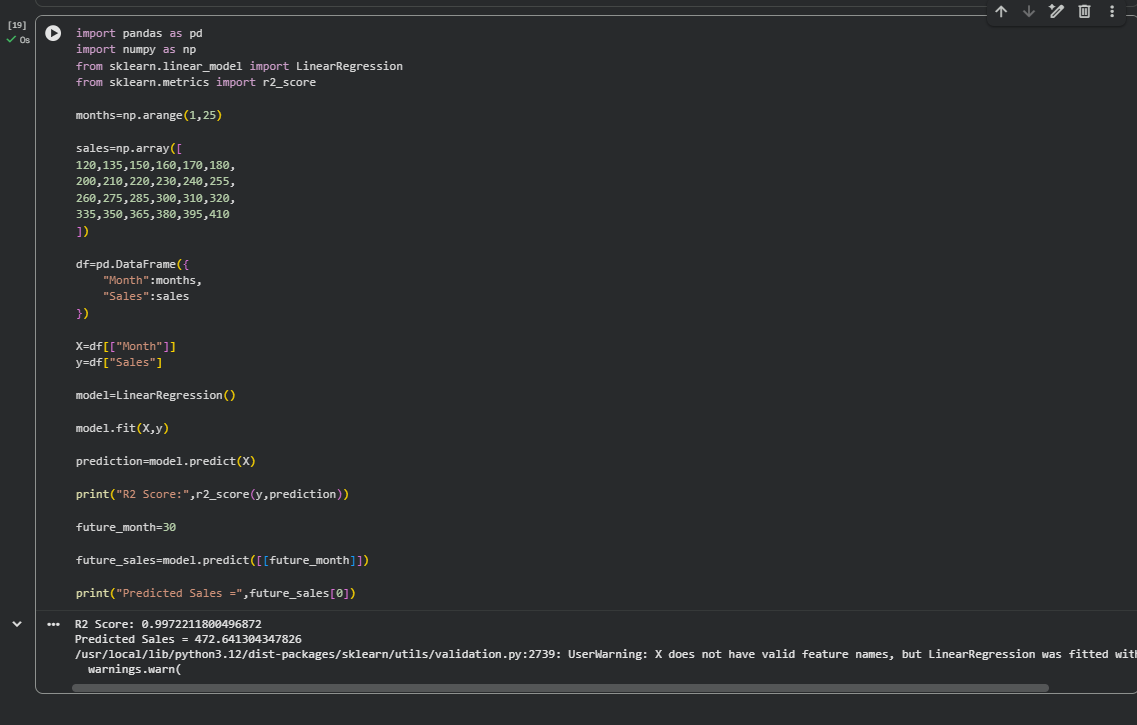 [19]
0s
import pandas as pd
import numpy as np
from sklearn.linear_model import LinearRegression
from sklearn.metrics import r2_score
months=np.arange(1,25)
sales=np.array([
120,135,150,160,170,180,
200,210,220,230,240,255,
260,275,285,300,310,320,
335,350,365,380,395,410
])
df=pd.DataFrame({
    "Month":months,
    "Sales":sales
})
X=df[["Month"]]
y=df["Sales"]
model=LinearRegression()
model.fit(X,y)
prediction=model.predict(X)
print("R2 Score:",r2_score(y,prediction))
future_month=30
future_sales=model.predict([[future_month]])
print("Predicted Sales =",future_sales[0])
R2 Score: 0.9972211800496872
Predicted Sales = 472.641304347826
/usr/local/lib/python3.12/dist-packages/sklearn/utils/validation.py:2739: UserWarning: X does not have valid feature names, but LinearRegression was fitted wit
  warnings.warn(